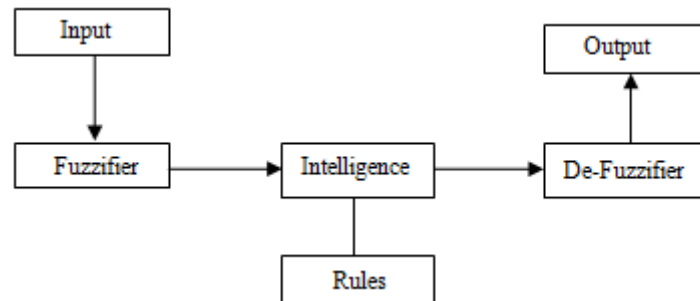 Input
Output
Fuzzifier
Intelligence
De-Fuzzifier
Rules